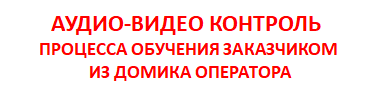 АУДИО-ВИДЕО КОНТРОЛЬ
ПРОЦЕССА ОБУЧЕНИЯ ЗАКАЗЧИКОМ
ИЗ ДОМИКА ОПЕРАТОРА